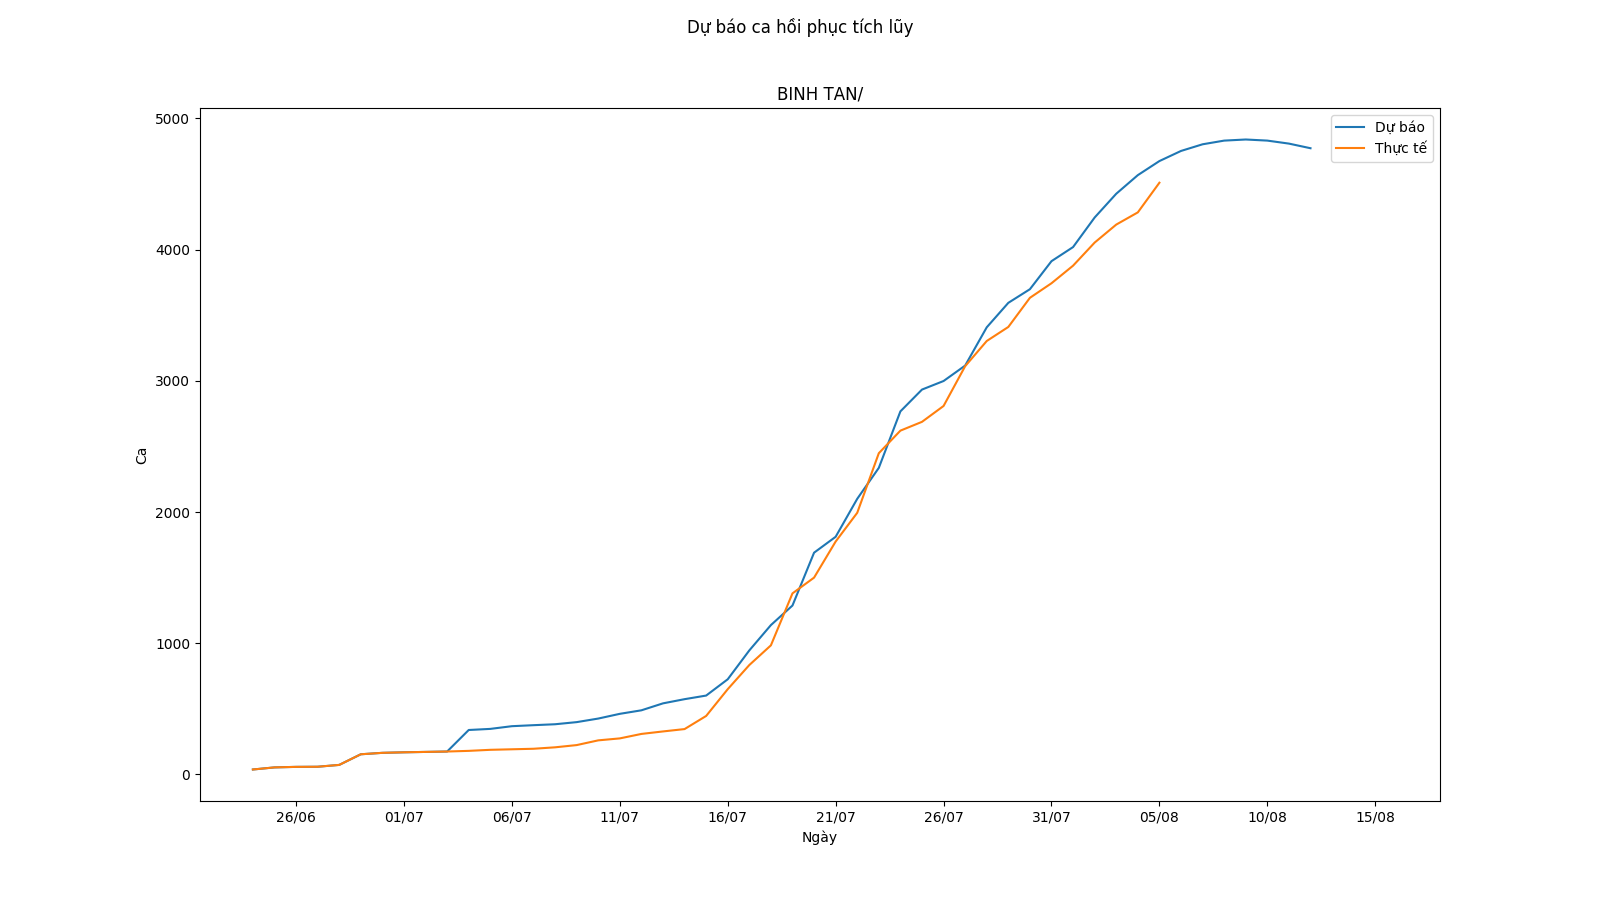 Dự báo ca hồi phục tích lũy
BINH TAN/
Dự báo
Thực tế
5000
4000
3000
2000
1000
0
Ca
26/06 01/07 06/07 11/07 16/07 21/07 26/07 31/07 05/08 10/08 15/08
Ngày